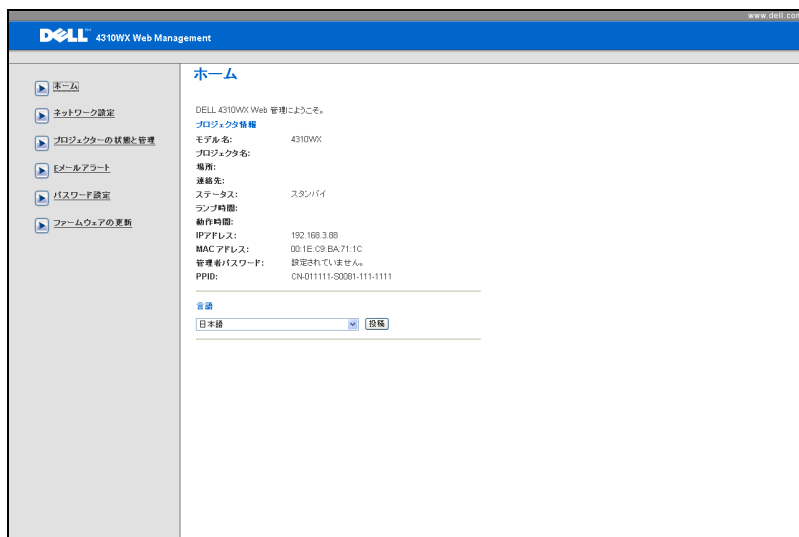 www.dell.com
DELL™ 4310WX Web Management
ホーム
ネットワーク設定
プロジェクターの状態と管理
Eメールアラート
パスワード設定
ファームウェアの更新
ホーム
DELL 4310WX Web 管理にようこそ。
プロジェクタ情報
モデル名: 4310WX
プロジェクタ名:
場所:
連絡先:
ステータス: スタンバイ
ランプ時間:
動作時間:
IPアドレス: 192.168.3.88
MAC アドレス: 00:1E:C9:BA:71:1C
管理者パスワード: 設定されていません。
PPID: CN-011111-S0081-111-1111
言語
日本語 投稿